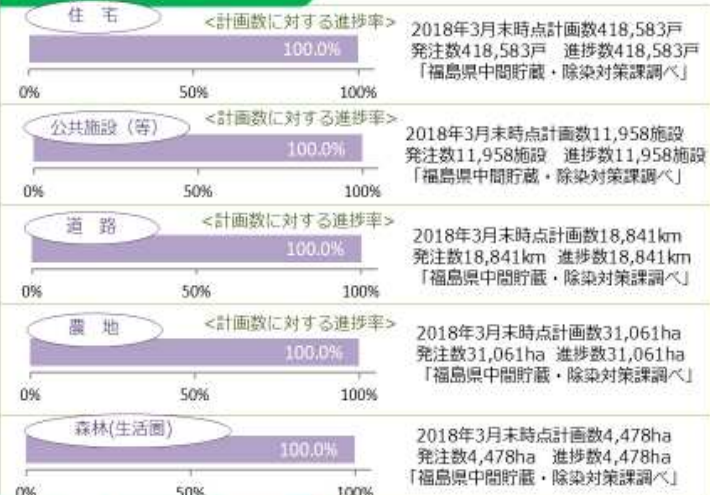 住 宅
<計画数に対する進捗率>
100.0%
0% 50% 100%
2018年3月末時点計画数418,583戸
発注数418,583戸 進捗数418,583戸
「福島県中間貯蔵・除染対策課調べ」
公共施設（等）
<計画数に対する進捗率>
100.0%
0% 50% 100%
2018年3月末時点計画数11,958施設
発注数11,958施設 進捗数11,958施設
「福島県中間貯蔵・除染対策課調べ」
道 路
<計画数に対する進捗率>
100.0%
0% 50% 100%
2018年3月末時点計画数18,841km
発注数18,841km 進捗数18,841km
「福島県中間貯蔵・除染対策課調べ」
農 地
<計画数に対する進捗率>
100.0%
0% 50% 100%
2018年3月末時点計画数31,061ha
発注数31,061ha 進捗数31,061ha
「福島県中間貯蔵・除染対策課調べ」
森林(生活圏)
100.0%
0% 50% 100%
2018年3月末時点計画数4,478ha
発注数4,478ha 進捗数4,478ha
「福島県中間貯蔵・除染対策課調べ」